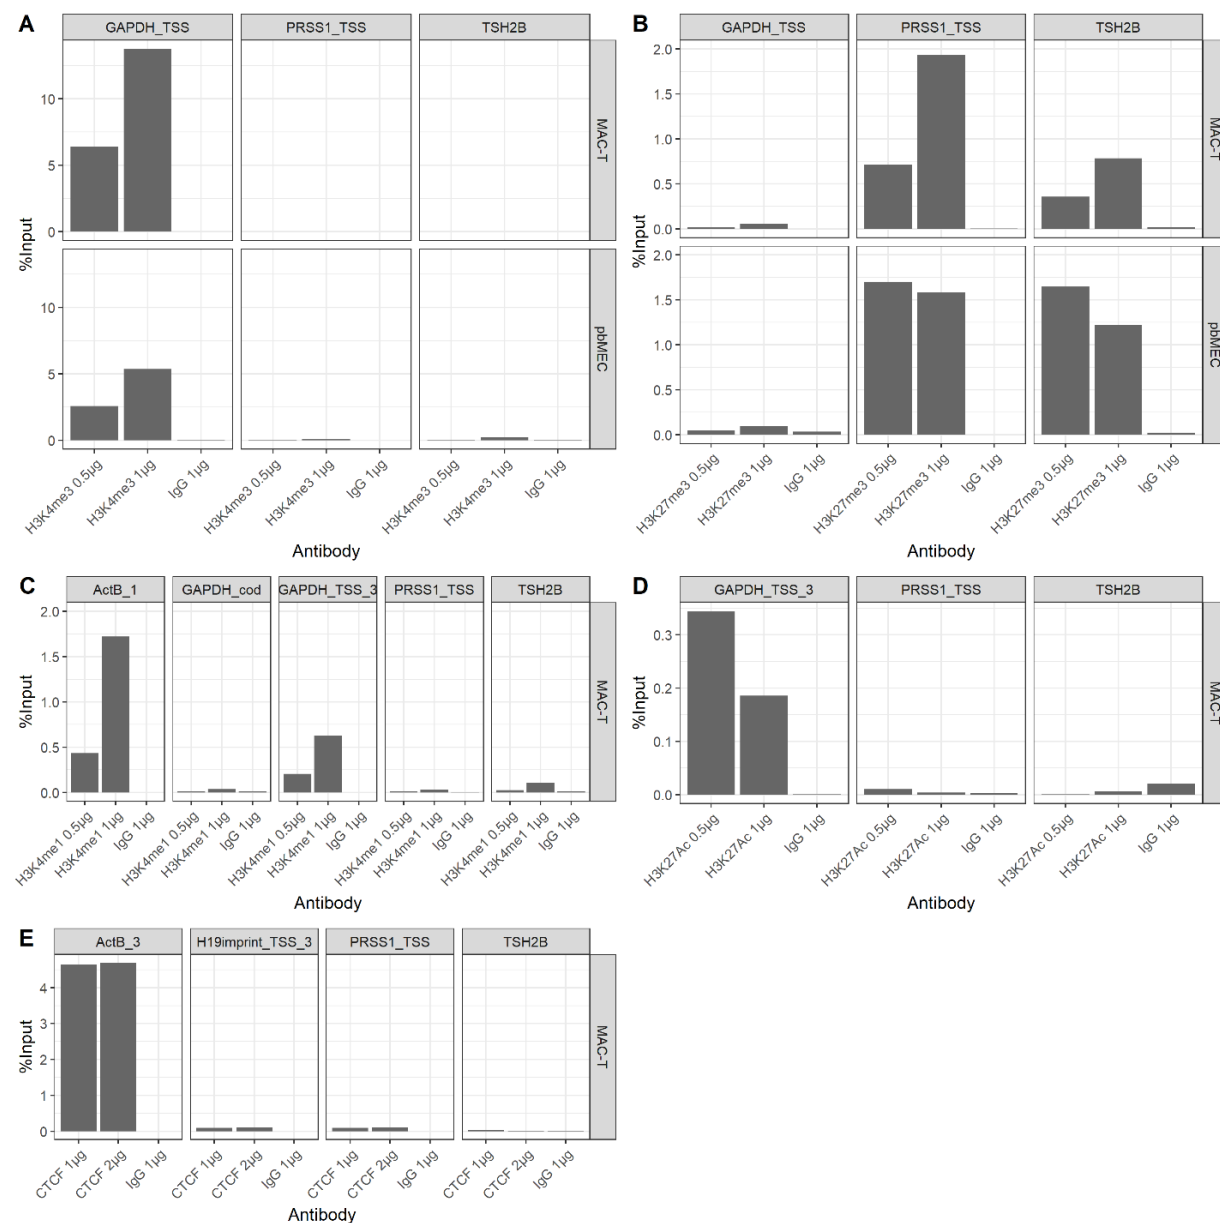 A
GAPDH_TSS PRSS1_TSS TSH2B
10
5
0
MAC-T
%Input
10
5
0
pbMEC
H3K4me3 0.5µg H3K4me3 1µg IgG 1µg H3K4me3 0.5µg H3K4me3 1µg IgG 1µg H3K4me3 0.5µg H3K4me3 1µg IgG 1µg
Antibody
B
GAPDH_TSS PRSS1_TSS TSH2B
2.0
1.5
1.0
0.5
0.0
MAC-T
%Input
2.0
1.5
1.0
0.5
0.0
pbMEC
H3K27me3 0.5µg H3K27me3 1µg IgG 1µg H3K27me3 0.5µg H3K27me3 1µg IgG 1µg H3K27me3 0.5µg H3K27me3 1µg IgG 1µg
Antibody
C
ActB_1 GAPDH_cod GAPDH_TSS_3 PRSS1_TSS TSH2B
2.0
1.5
1.0
0.5
0.0
%Input
MAC-T
H3K4me1 0.5µg H3K4me1 1µg IgG 1µg H3K4me1 0.5µg H3K4me1 1µg IgG 1µg H3K4me1 0.5µg H3K4me1 1µg IgG 1µg H3K4me1 0.5µg H3K4me1 1µg IgG 1µg H3K4me1 0.5µg H3K4me1 1µg IgG 1µg
Antibody
D
GAPDH_TSS_3 PRSS1_TSS TSH2B
0.3
0.2
0.1
0.0
%Input
MAC-T
H3K27Ac 0.5µg H3K27Ac 1µg IgG 1µg H3K27Ac 0.5µg H3K27Ac 1µg IgG 1µg H3K27Ac 0.5µg H3K27Ac 1µg IgG 1µg
Antibody
E
ActB_3 H19imprint_TSS_3 PRSS1_TSS TSH2B
4
3
2
1
0
%Input
MAC-T
CTCF 1µg CTCF 2µg IgG 1µg CTCF 1µg CTCF 2µg IgG 1µg CTCF 1µg CTCF 2µg IgG 1µg CTCF 1µg CTCF 2µg IgG 1µg
Antibody